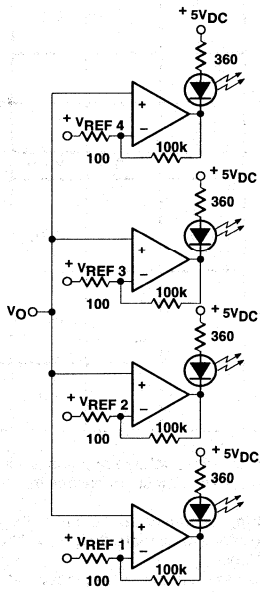 + 5VDC
360
+
+ VREF 4
−
100
100k
+ 5VDC
360
+
+ VREF 3
−
100
100k
VO
+ 5VDC
360
+
+ VREF 2
−
100
100k
+ 5VDC
360
+
+ VREF 1
−
100
100k